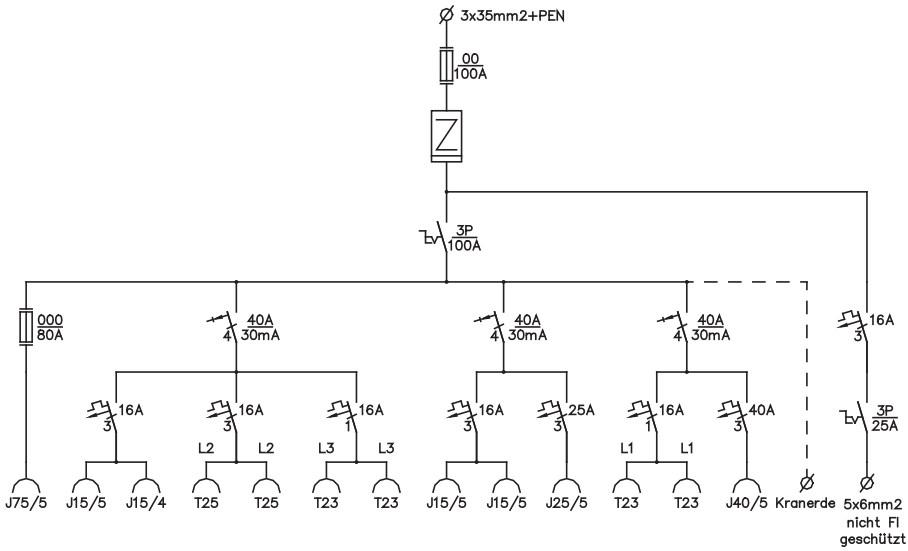 3x35mm2+PEN
00
100A
Z
3P
100A
000
80A
40A
4 30mA
40A
4 30mA
40A
4 30mA
16A
3
16A
3
16A
3
16A
1
16A
3
25A
3
16A
1
40A
3
3P
25A
L2 L2 L3 L3 L1 L1
J75/5 J15/5 J15/4 T25 T25 T23 T23 J15/5 J15/5 J25/5 T23 T23 J40/5 Kranerde 5x6mm2
nicht FI
geschützt